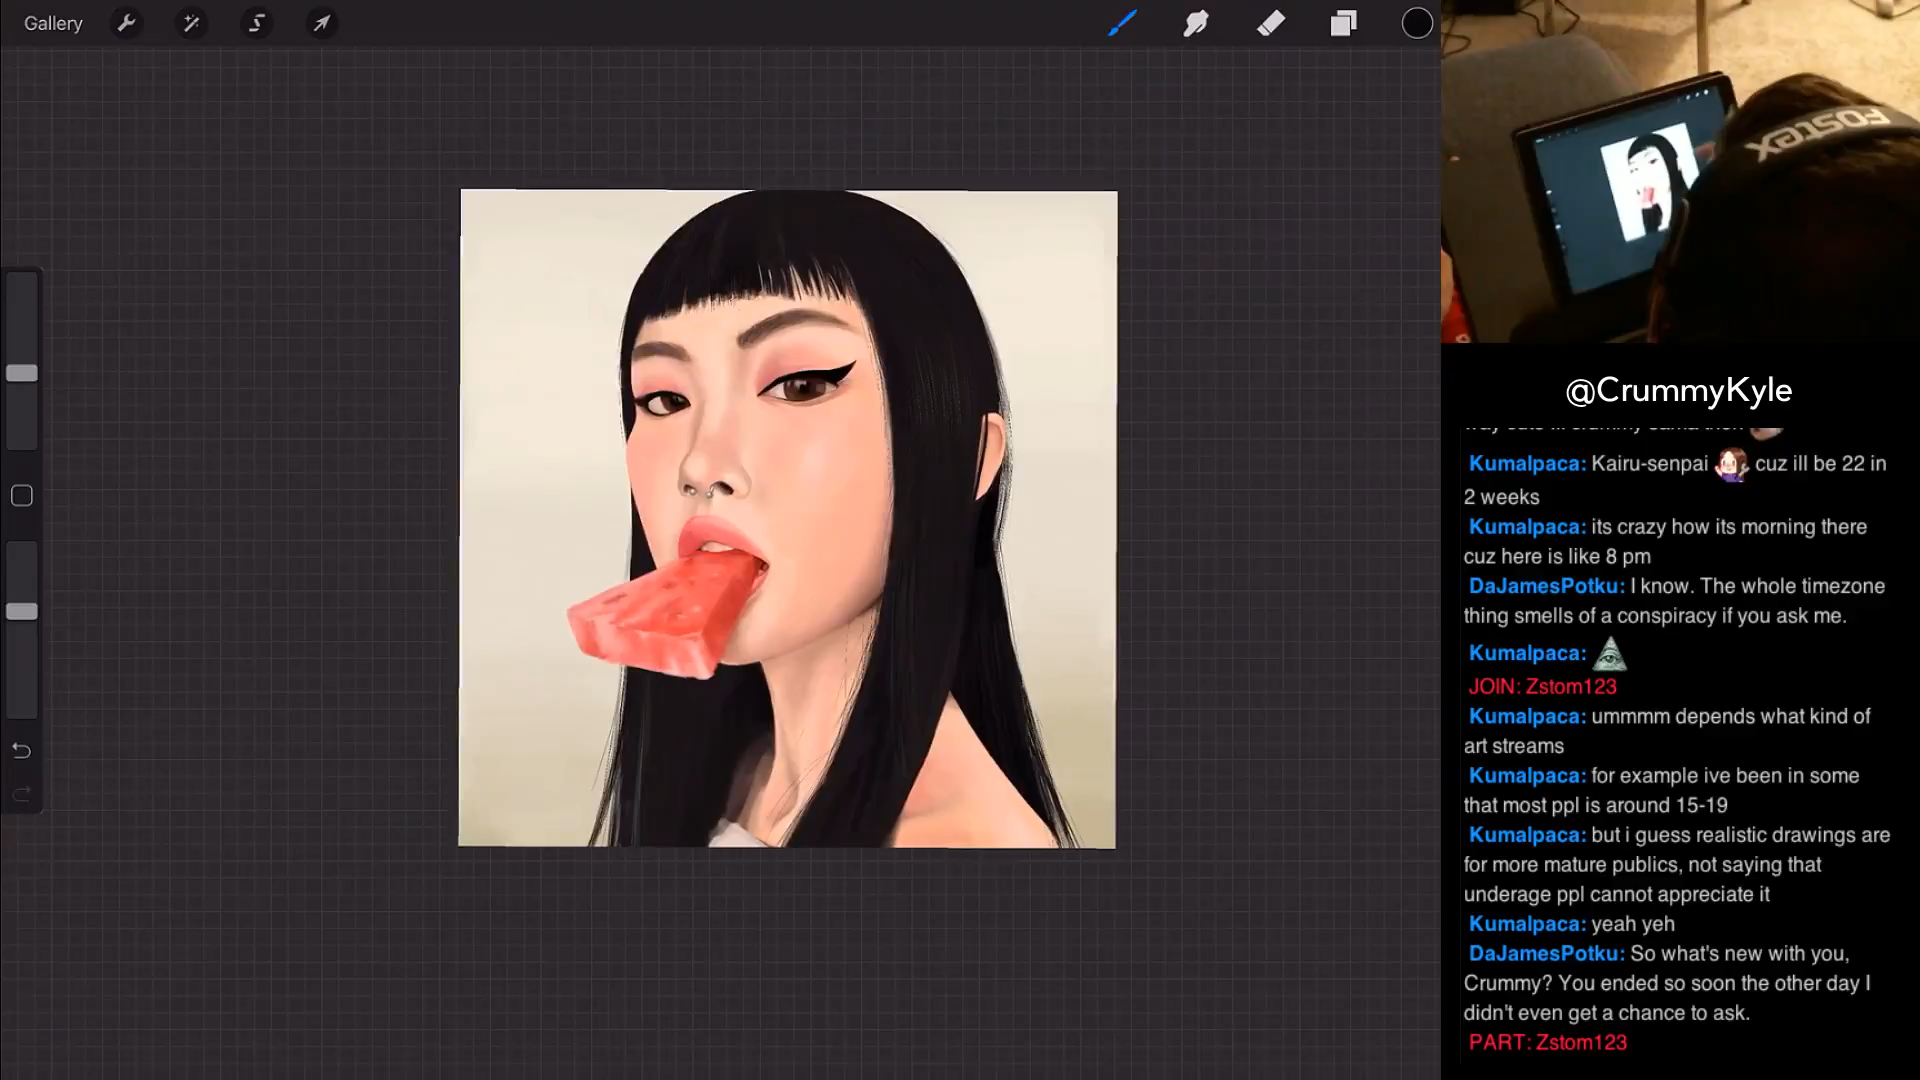 Gallery
FOSTEX
@CrummyKyle
Kumalpaca: Kairu-senpai cuz ill be 22 in
2 weeks
Kumalpaca: its crazy how its morning there
cuz here is like 8 pm
DaJamesPotku: I know. The whole timezone
thing smells of a conspiracy if you ask me.
Kumalpaca:
JOIN: Zstom123
Kumalpaca: ummmm depends what kind of
art streams
Kumalpaca: for example ive been in some
that most ppl is around 15-19
Kumalpaca: but i guess realistic drawings are
for more mature publics, not saying that
underage ppl cannot appreciate it
Kumalpaca: yeah yeh
DaJamesPotku: So what's new with you,
Crummy? You ended so soon the other day I
didn't even get a chance to ask.
PART: Zstom123